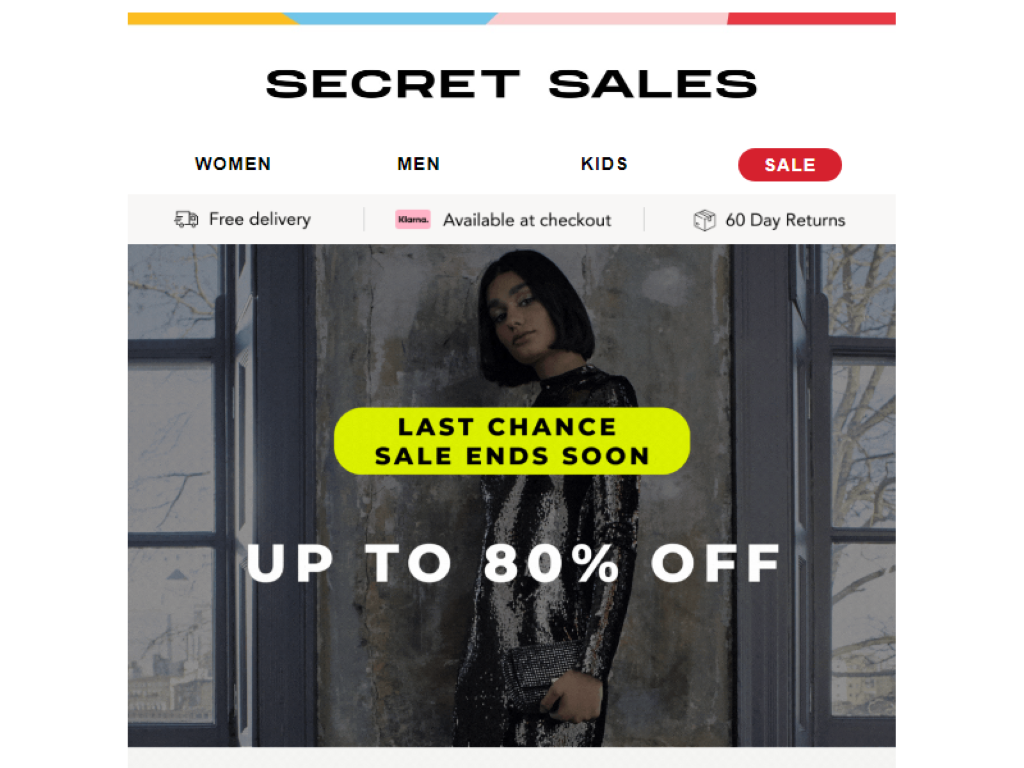 SECRET SALES
WOMEN MEN KIDS SALE
Free delivery Klarna. Available at checkout 60 Day Returns
LAST CHANCE
SALE ENDS SOON
UP TO 80% OFF